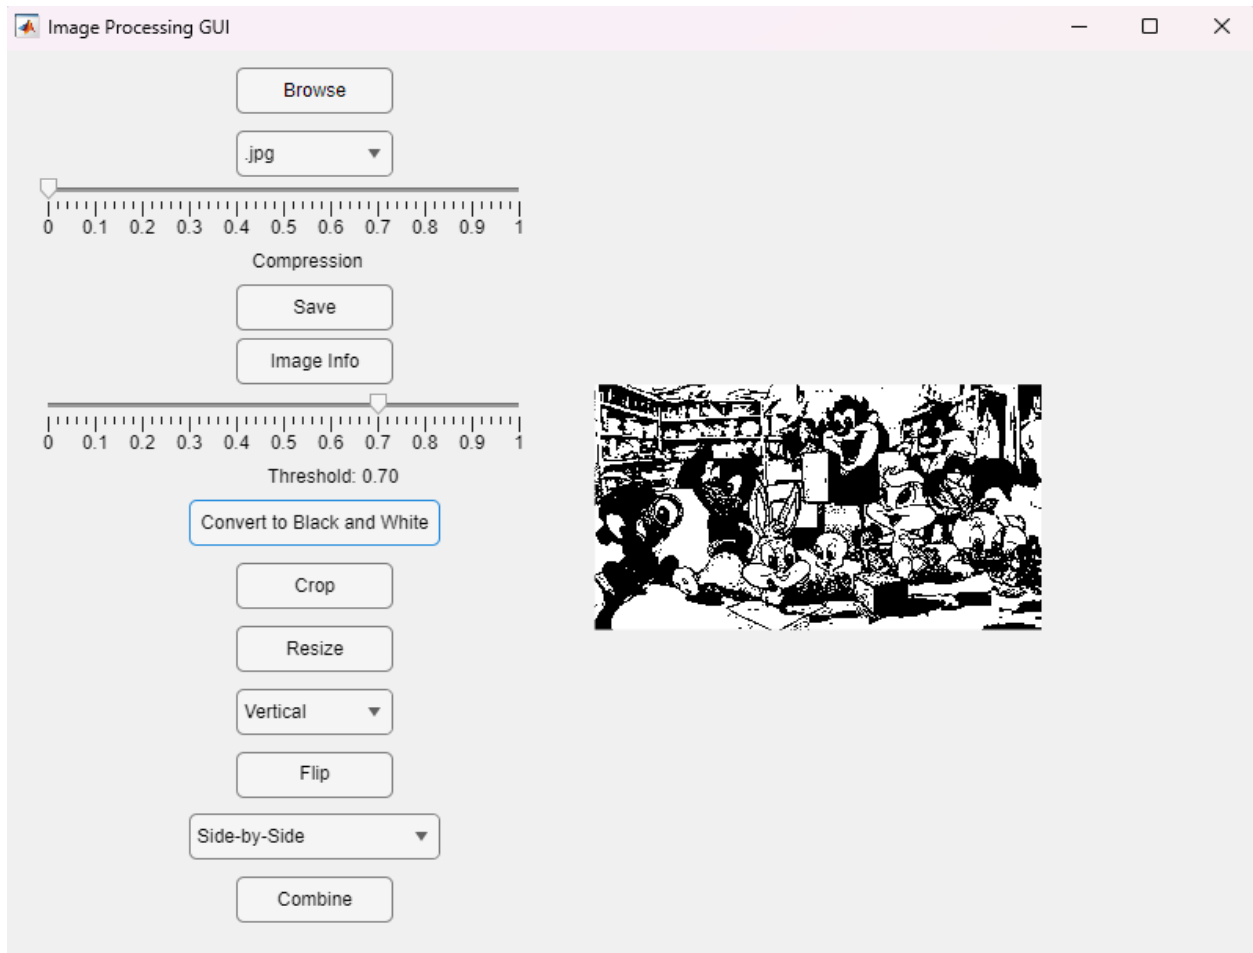 Image Processing GUI
Browse
.jpg
0 0.1 0.2 0.3 0.4 0.5 0.6 0.7 0.8 0.9 1
Compression
Save
Image Info
0 0.1 0.2 0.3 0.4 0.5 0.6 0.7 0.8 0.9 1
Threshold: 0.70
Convert to Black and White
Crop
Resize
Vertical
Flip
Side-by-Side
Combine